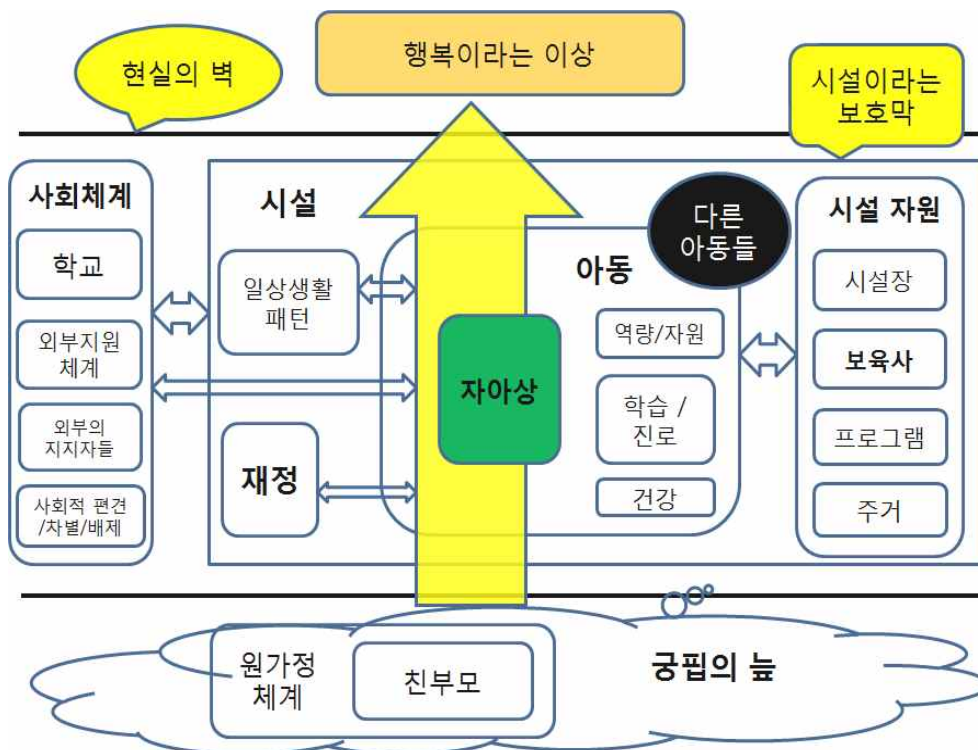 행복이라는 이상
현실의 벽
시설이라는
보호막
사회체계
학교
외부지원
체계
외부의
지지자들
사회적 편견
/차별/배제
시설
일상생활
패턴
재정
아동
다른
아동들
자아상
역량/자원
학습 /
진로
건강
시설 자원
시설장
보육사
프로그램
주거
원가정
체계
친부모
궁핍의 늪